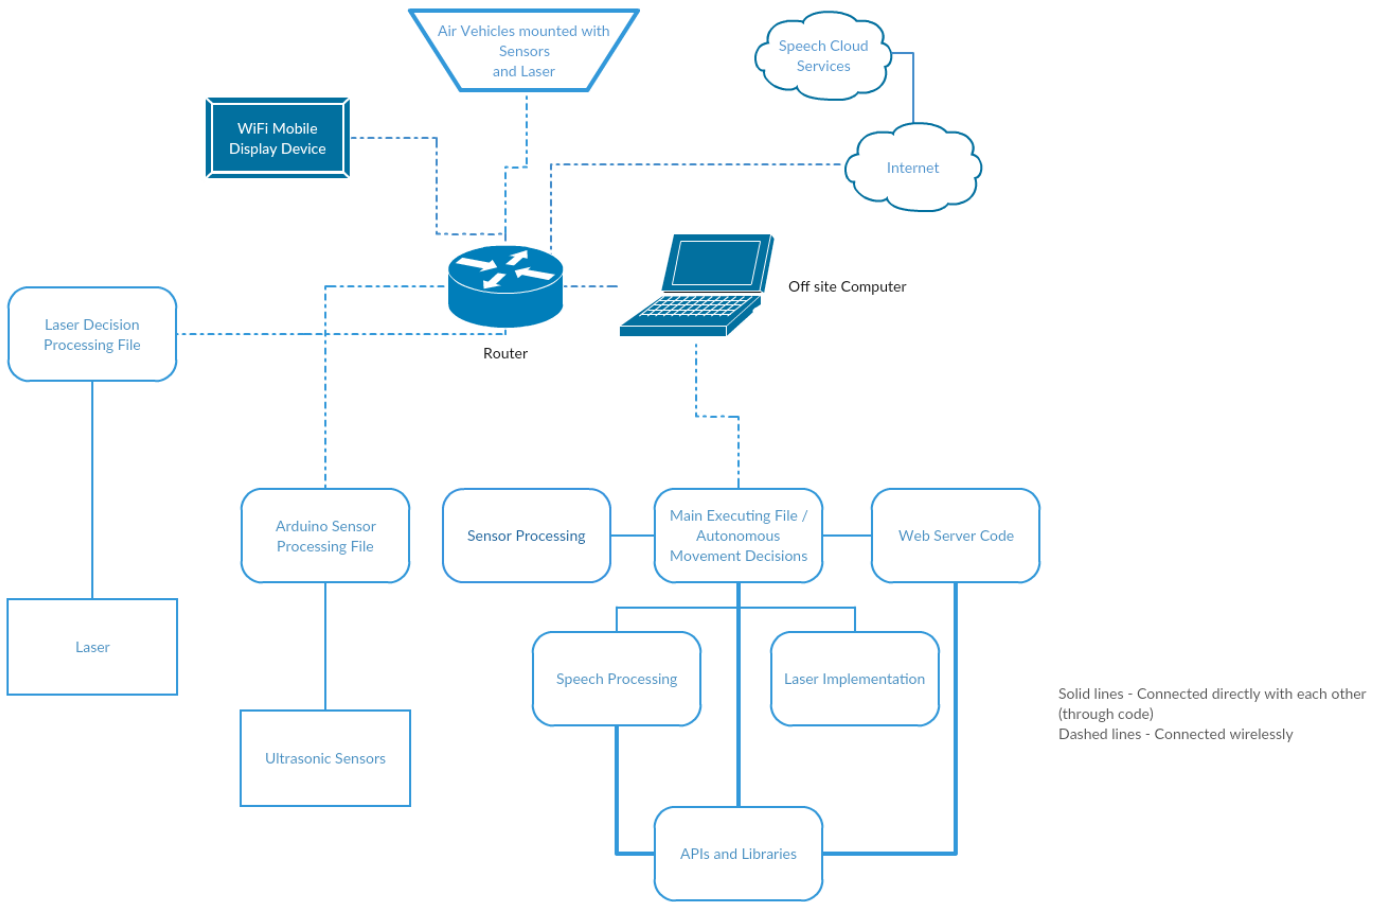 Air Vehicles mounted with
Sensors
and Laser
Speech Cloud
Services
WiFi Mobile
Display Device
Internet
Off site Computer
Laser Decision
Processing File
Router
Arduino Sensor
Processing File
Sensor Processing
Main Executing File /
Autonomous
Movement Decisions
Web Server Code
Laser
Speech Processing
Laser Implementation
Solid lines - Connected directly with each other
(through code)
Dashed lines - Connected wirelessly
Ultrasonic Sensors
APIs and Libraries